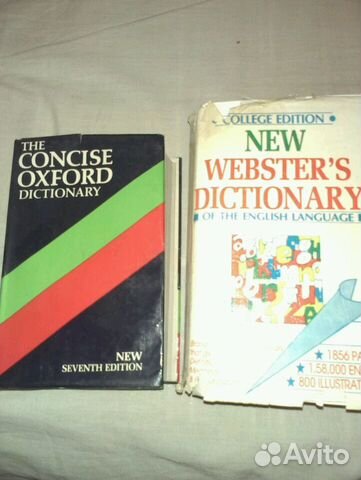 THE
CONCISE
OXFORD
DICTIONARY
NEW
SEVENTH EDITION
COLLEGE EDITION •
NEW
WEBSTER'S
DICTIONARY
OF THE ENGLISH LANGUAGE
★ 1856 PA
★ 1,58,000 EN
★ 800 ILLUSTRAT
Avito